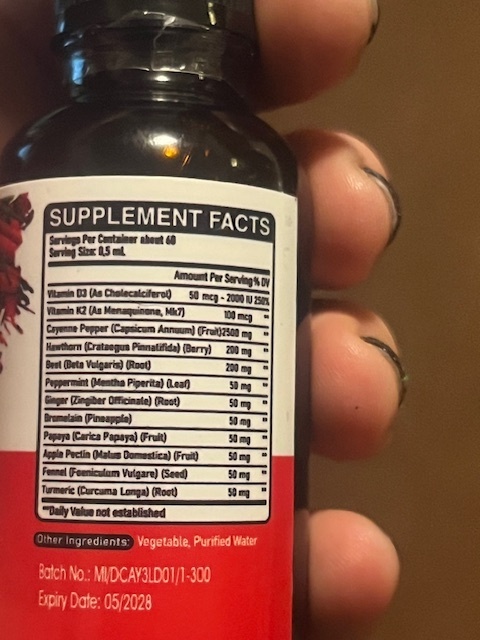 SUPPLEMENT FACTS
Servings Per Container about 60
Serving Size: 0,5 mL
Amount Per Serving % DV
Vitamin D3 (As Cholecalciferol) 50 mcg - 2000 IU 250%
Vitamin K2 (As Menaquinone, Mk7) 100 mcg **
Cayenne Pepper (Capsicum Annuum) (Fruit) 2500 mg **
Hawthorn (Crataegus Pinnatifida) (Berry) 200 mg **
Beet (Beta Vulgaris) (Root) 200 mg **
Peppermint (Mentha Piperita) (Leaf) 50 mg **
Ginger (Zingiber Officinale) (Root) 50 mg **
Bromelain (Pineapple) 50 mg **
Papaya (Carica Papaya) (Fruit) 50 mg **
Apple Pectin (Malus Domestica) (Fruit) 50 mg **
Fennel (Foeniculum Vulgare) (Seed) 50 mg **
Turmeric (Curcuma Longa) (Root) 50 mg **
**Daily Value not established
Other Ingredients: Vegetable, Purified Water
Batch No.: MI/DCAY3LD01/1-300
Expiry Date: 05/2028